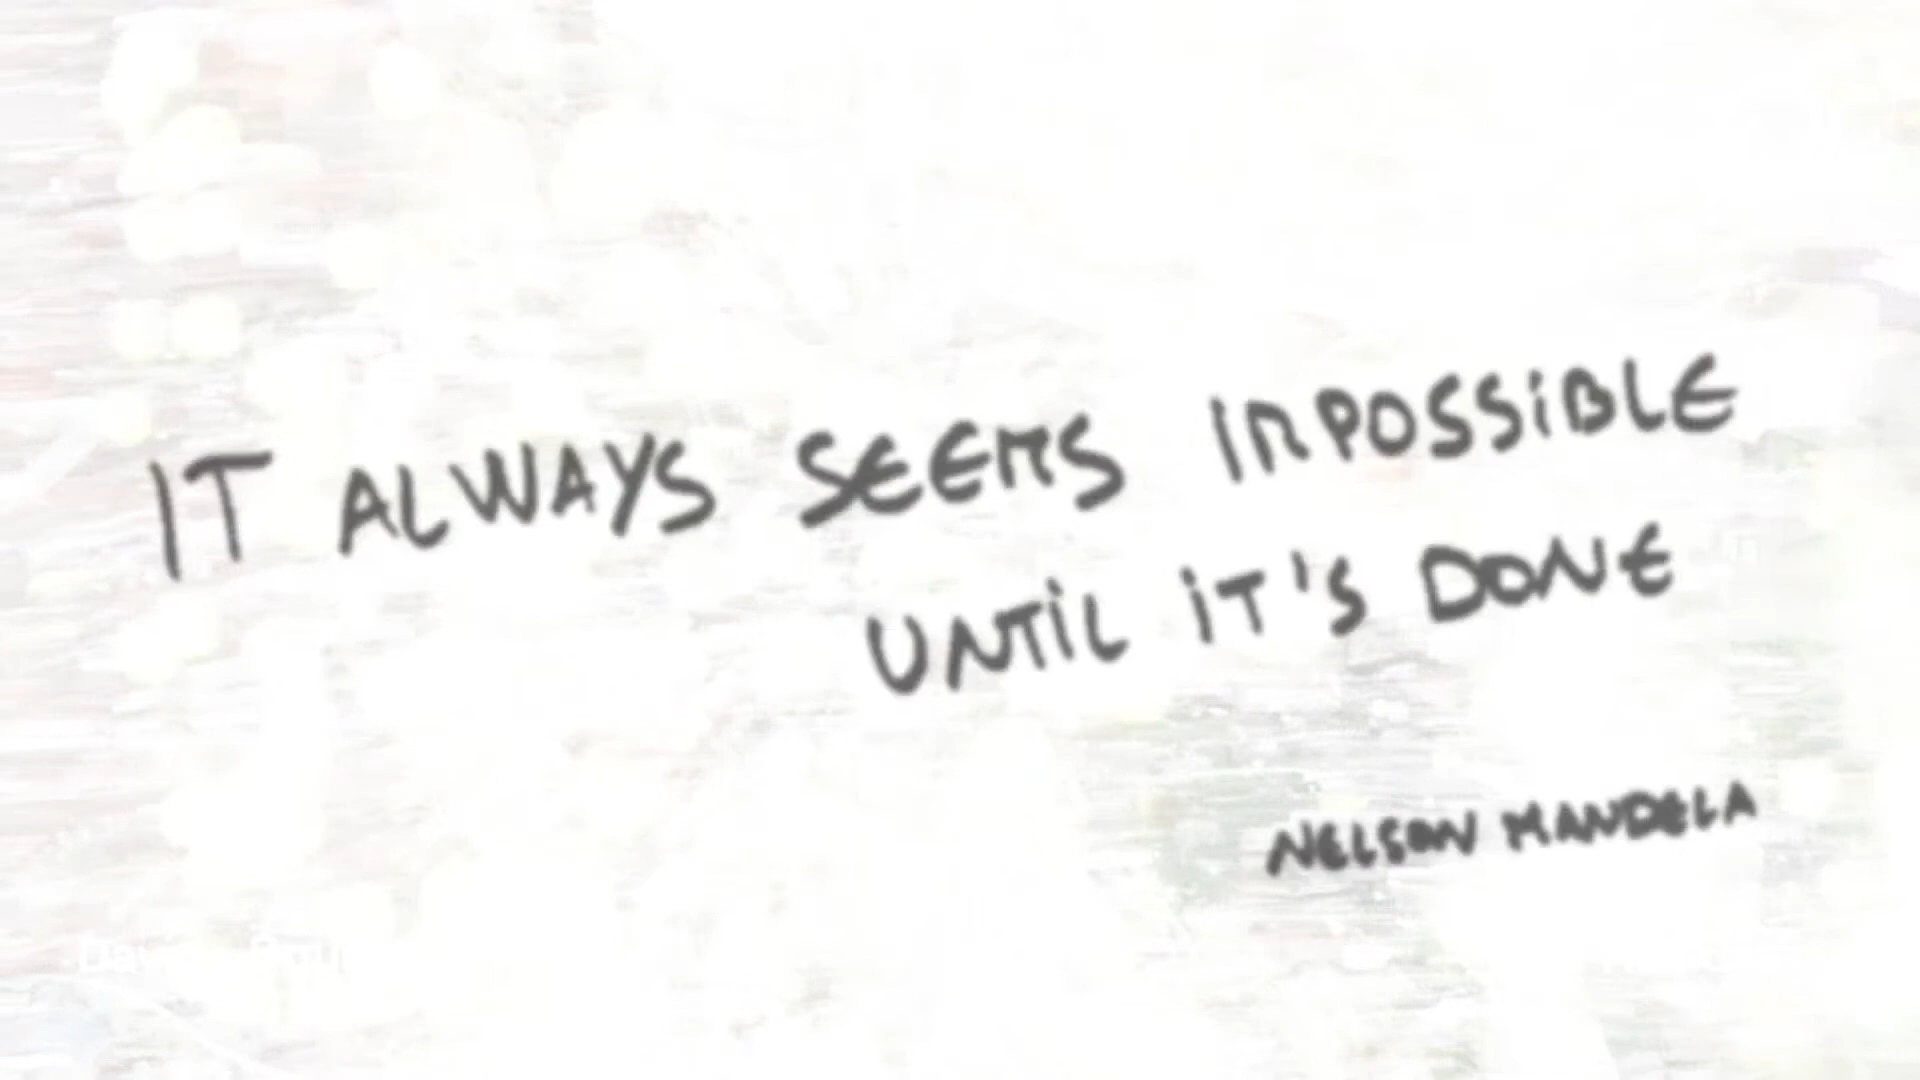 IT ALWAYS SEEMS IMPOSSIBLE
UNTIL IT'S DONE
NELSON MANDELA